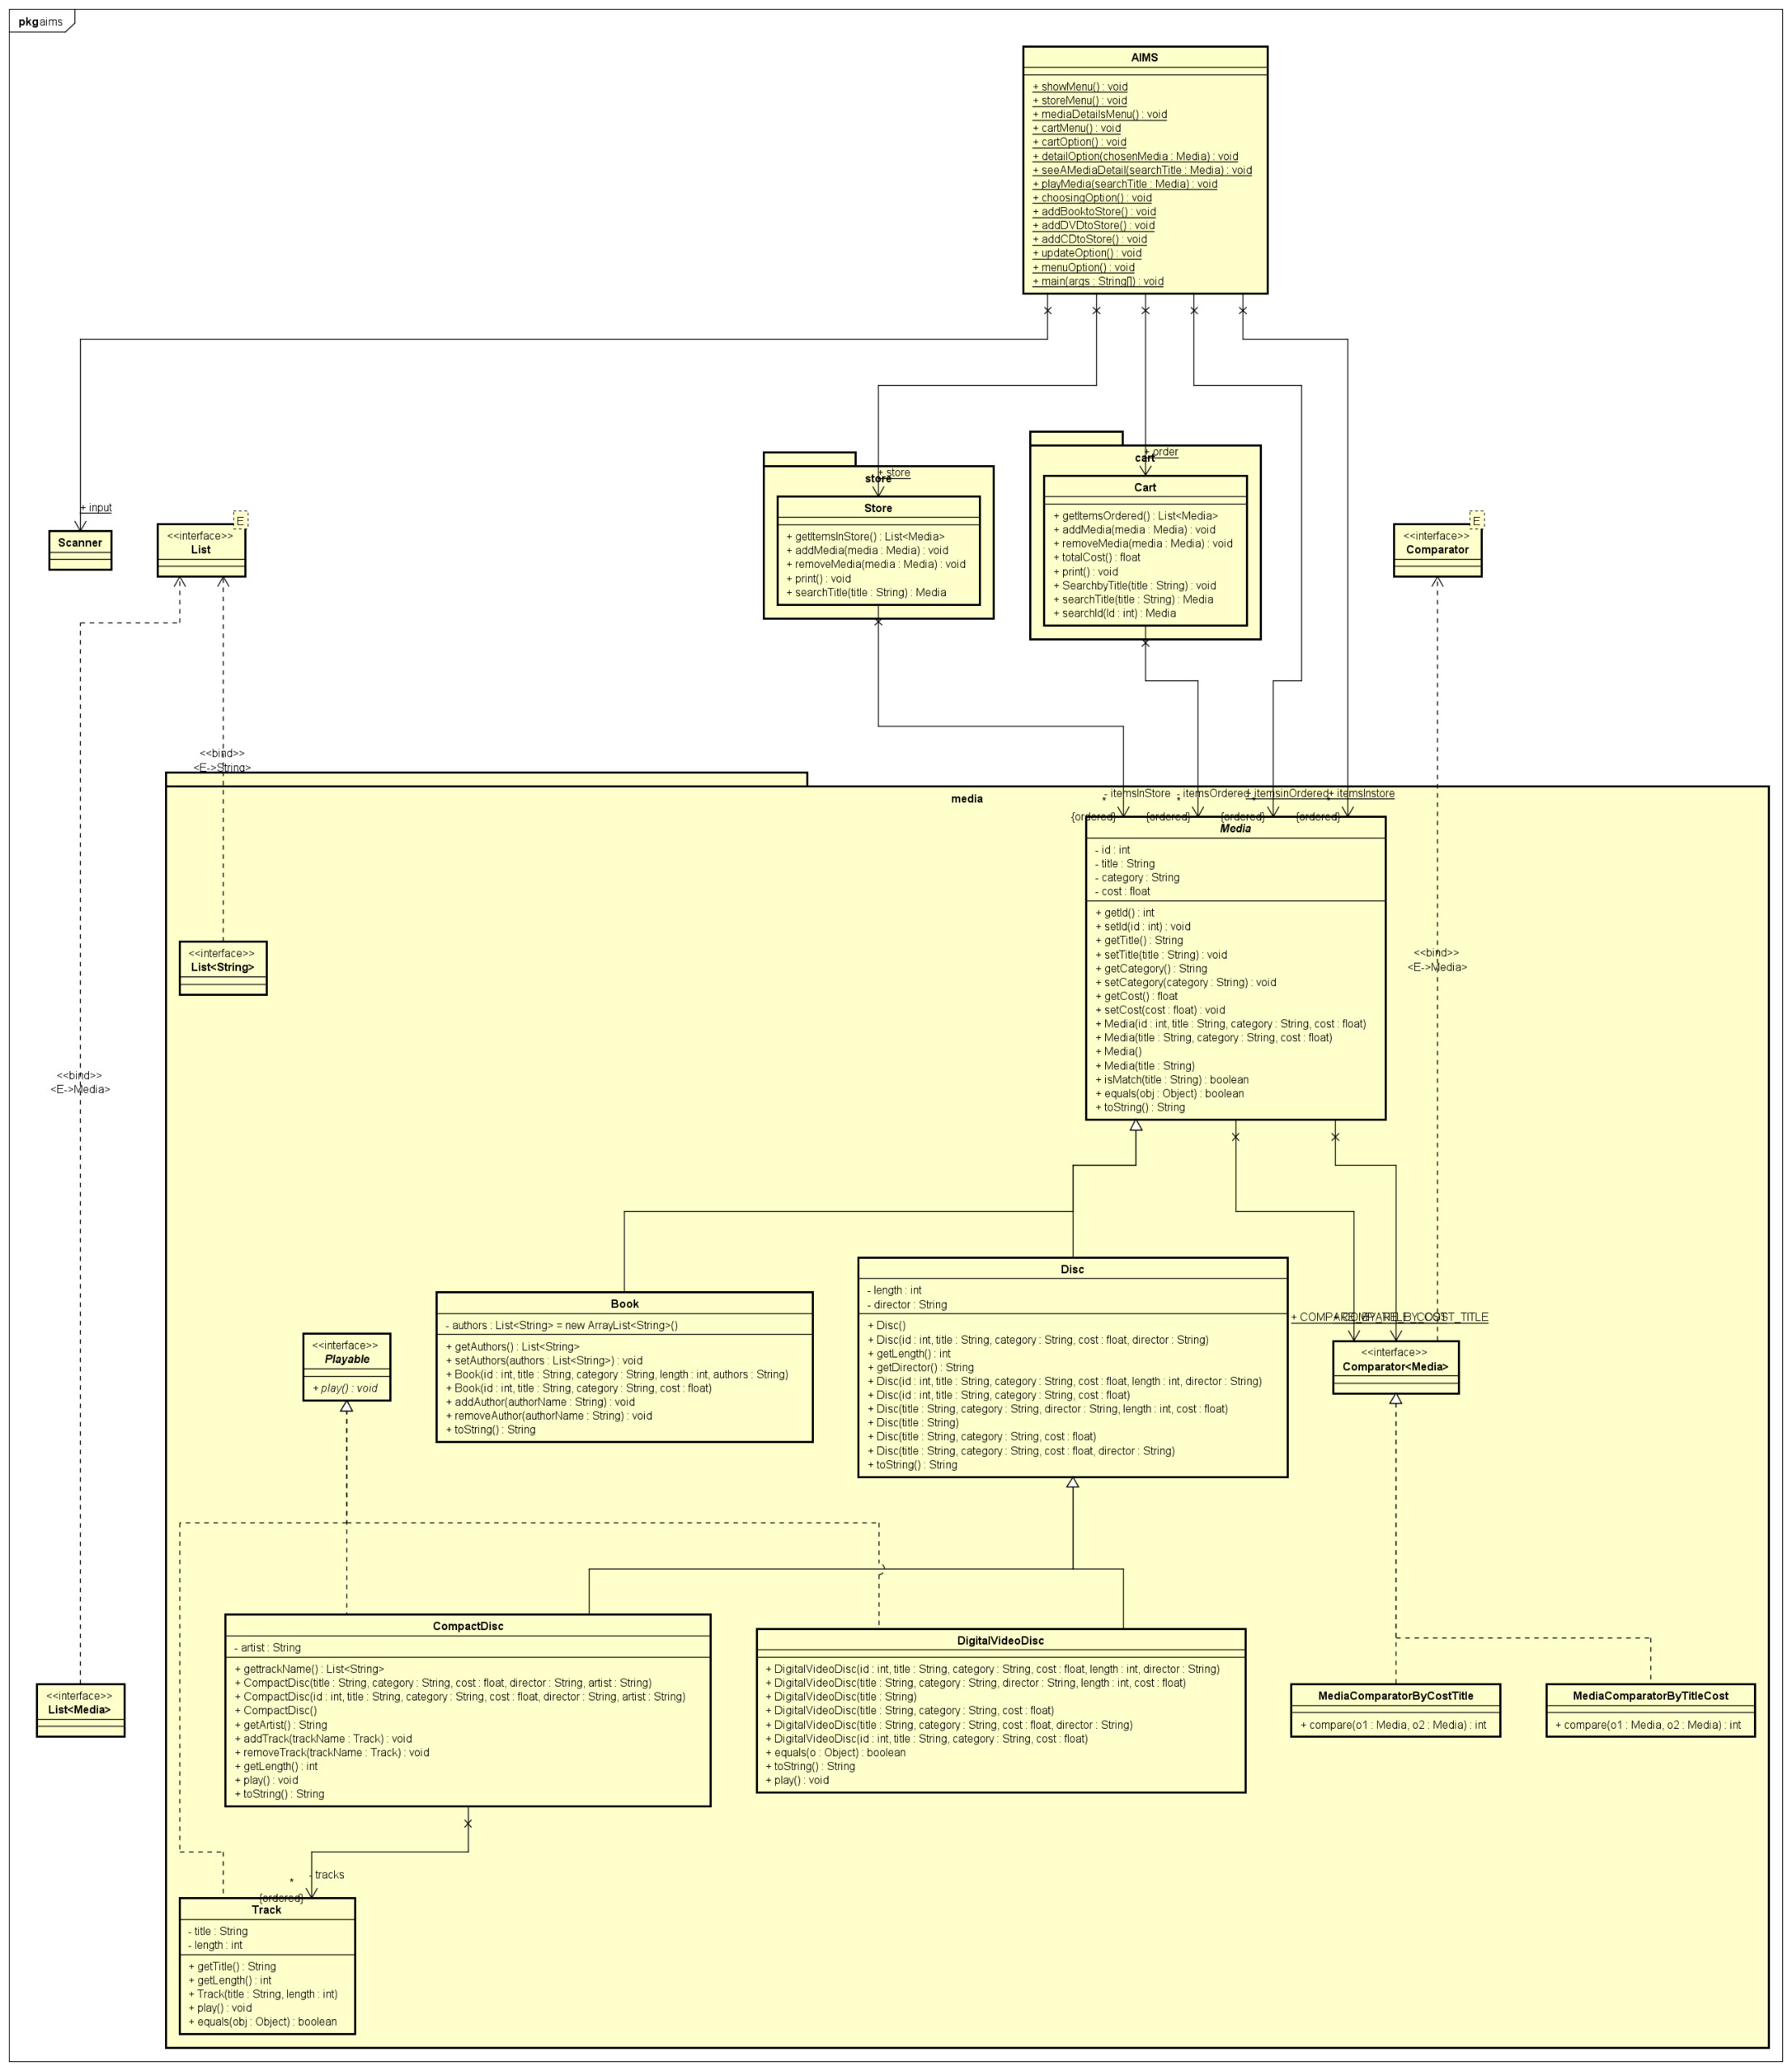 pkg aims
AIMS
+ showMenu() : void
+ storeMenu() : void
+ mediaDetailsMenu() : void
+ cartMenu() : void
+ cartOption() : void
+ detailOption(chosenMedia : Media) : void
+ seeAMediaDetail(searchTitle : Media) : void
+ playMedia(searchTitle : Media) : void
+ choosingOption() : void
+ addBooktoStore() : void
+ addDVDtoStore() : void
+ addCDtoStore() : void
+ updateOption() : void
+ menuOption() : void
+ main(args : String[]) : void
+ input
Scanner
E
<<interface>>
List
+ store
store
Store
+ getItemsInStore() : List<Media>
+ addMedia(media : Media) : void
+ removeMedia(media : Media) : void
+ print() : void
+ searchTitle(title : String) : Media
+ order
cart
Cart
+ getItemsOrdered() : List<Media>
+ addMedia(media : Media) : void
+ removeMedia(media : Media) : void
+ totalCost() : float
+ print() : void
+ SearchbyTitle(title : String) : void
+ searchTitle(title : String) : Media
+ searchId(Id : int) : Media
E
<<interface>>
Comparator
<<bind>>
<E->String>
media
- itemsInStore
- itemsOrdered
+ itemsinOrdered
+ itemsInstore
* * * *
{ordered} {ordered} {ordered} {ordered}
Media
- id : int
- title : String
- category : String
- cost : float
+ getId() : int
+ setId(id : int) : void
+ getTitle() : String
+ setTitle(title : String) : void
+ getCategory() : String
+ setCategory(category : String) : void
+ getCost() : float
+ setCost(cost : float) : void
+ Media(id : int, title : String, category : String, cost : float)
+ Media(title : String, category : String, cost : float)
+ Media()
+ Media(title : String)
+ isMatch(title : String) : boolean
+ equals(obj : Object) : boolean
+ toString() : String
<<interface>>
List<String>
<<bind>>
<E->Media>
<<bind>>
<E->Media>
Book
- authors : List<String> = new ArrayList<String>()
+ getAuthors() : List<String>
+ setAuthors(authors : List<String>) : void
+ Book(id : int, title : String, category : String, length : int, authors : String)
+ Book(id : int, title : String, category : String, cost : float)
+ addAuthor(authorName : String) : void
+ removeAuthor(authorName : String) : void
+ toString() : String
<<interface>>
Playable
+ play() : void
Disc
- length : int
- director : String
+ Disc()
+ Disc(id : int, title : String, category : String, cost : float, director : String)
+ getLength() : int
+ getDirector() : String
+ Disc(id : int, title : String, category : String, cost : float, length : int, director : String)
+ Disc(id : int, title : String, category : String, cost : float)
+ Disc(title : String, category : String, director : String, length : int, cost : float)
+ Disc(title : String)
+ Disc(title : String, category : String, cost : float)
+ Disc(title : String, category : String, cost : float, director : String)
+ toString() : String
<<interface>>
Comparator<Media>
CompactDisc
- artist : String
+ gettrackName() : List<String>
+ CompactDisc(title : String, category : String, cost : float, director : String, artist : String)
+ CompactDisc(id : int, title : String, category : String, cost : float, director : String, artist : String)
+ CompactDisc()
+ getArtist() : String
+ addTrack(trackName : Track) : void
+ removeTrack(trackName : Track) : void
+ getLength() : int
+ play() : void
+ toString() : String
DigitalVideoDisc
+ DigitalVideoDisc(id : int, title : String, category : String, cost : float, length : int, director : String)
+ DigitalVideoDisc(title : String, category : String, director : String, length : int, cost : float)
+ DigitalVideoDisc(title : String)
+ DigitalVideoDisc(title : String, category : String, cost : float)
+ DigitalVideoDisc(title : String, category : String, cost : float, director : String)
+ DigitalVideoDisc(id : int, title : String, category : String, cost : float)
+ equals(o : Object) : boolean
+ toString() : String
+ play() : void
<<interface>>
List<Media>
MediaComparatorByCostTitle
+ compare(o1 : Media, o2 : Media) : int
MediaComparatorByTitleCost
+ compare(o1 : Media, o2 : Media) : int
- tracks
*
{ordered}
Track
- title : String
- length : int
+ getTitle() : String
+ getLength() : int
+ Track(title : String, length : int)
+ play() : void
+ equals(obj : Object) : boolean